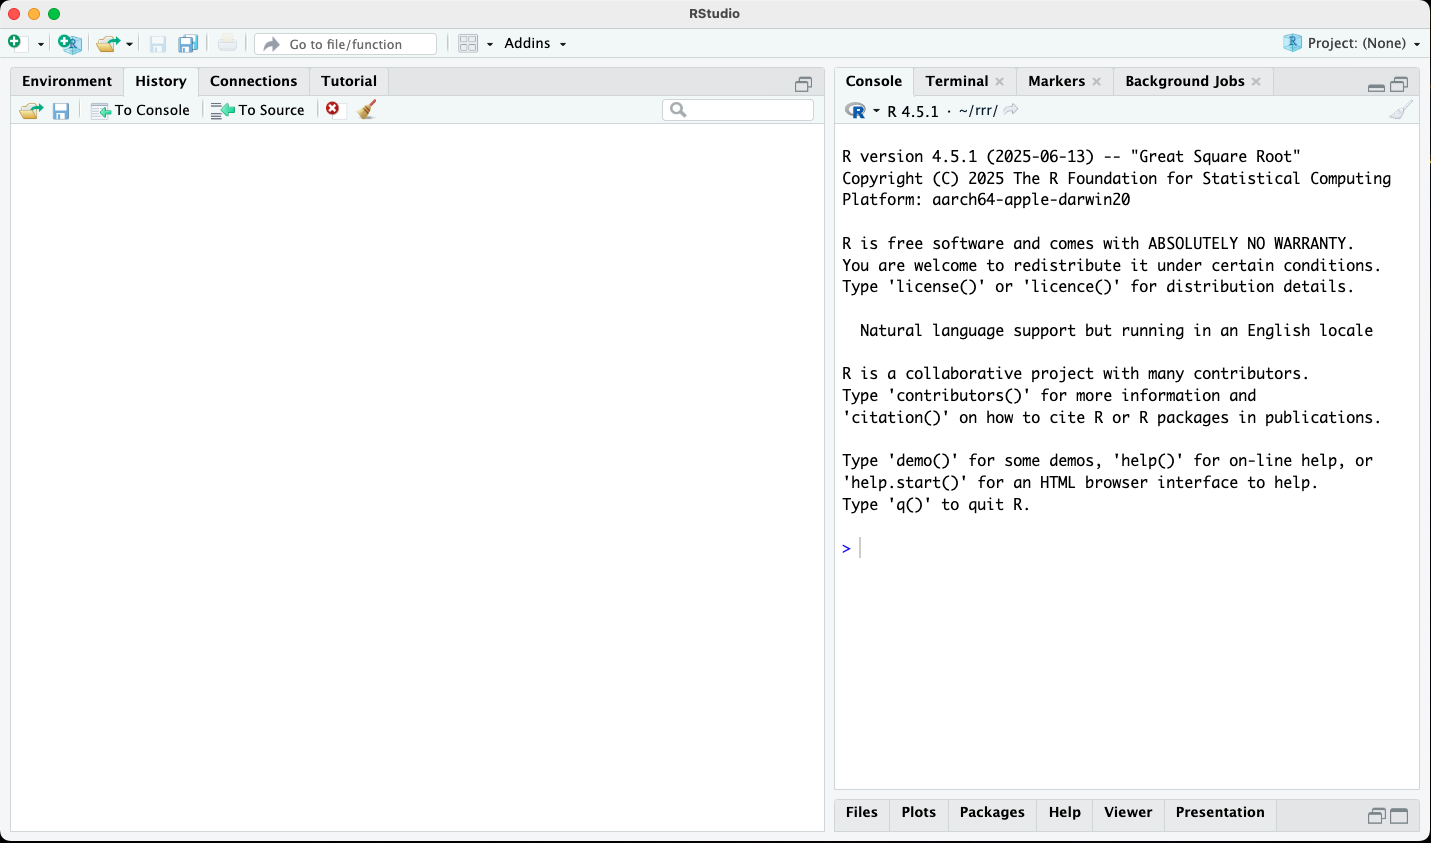 RStudio
Go to file/function
Addins
Project: (None)
Environment History Connections Tutorial
To Console To Source
Console Terminal Markers Background Jobs
R 4.5.1 · ~/rrr/
R version 4.5.1 (2025-06-13) -- "Great Square Root"
Copyright (C) 2025 The R Foundation for Statistical Computing
Platform: aarch64-apple-darwin20
R is free software and comes with ABSOLUTELY NO WARRANTY.
You are welcome to redistribute it under certain conditions.
Type 'license()' or 'licence()' for distribution details.
Natural language support but running in an English locale
R is a collaborative project with many contributors.
Type 'contributors()' for more information and
'citation()' on how to cite R or R packages in publications.
Type 'demo()' for some demos, 'help()' for on-line help, or
'help.start()' for an HTML browser interface to help.
Type 'q()' to quit R.
>
Files Plots Packages Help Viewer Presentation